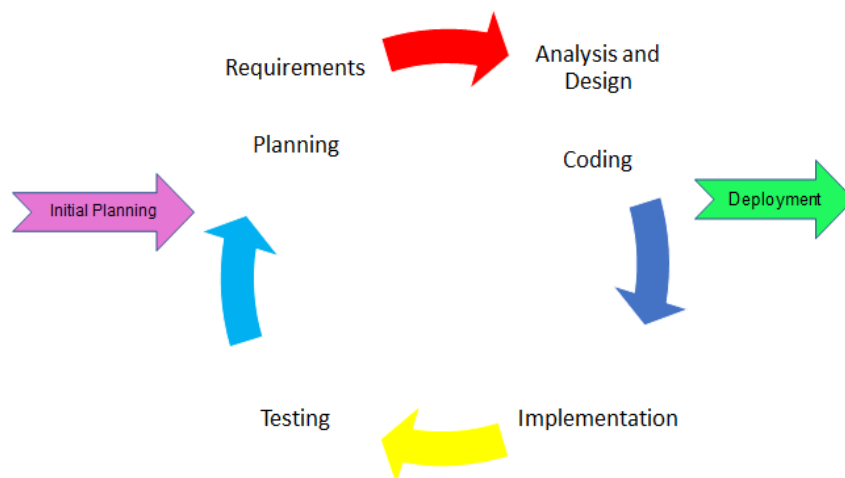 Requirements
Analysis and
Design
Planning
Coding
Initial Planning
Deployment
Testing
Implementation